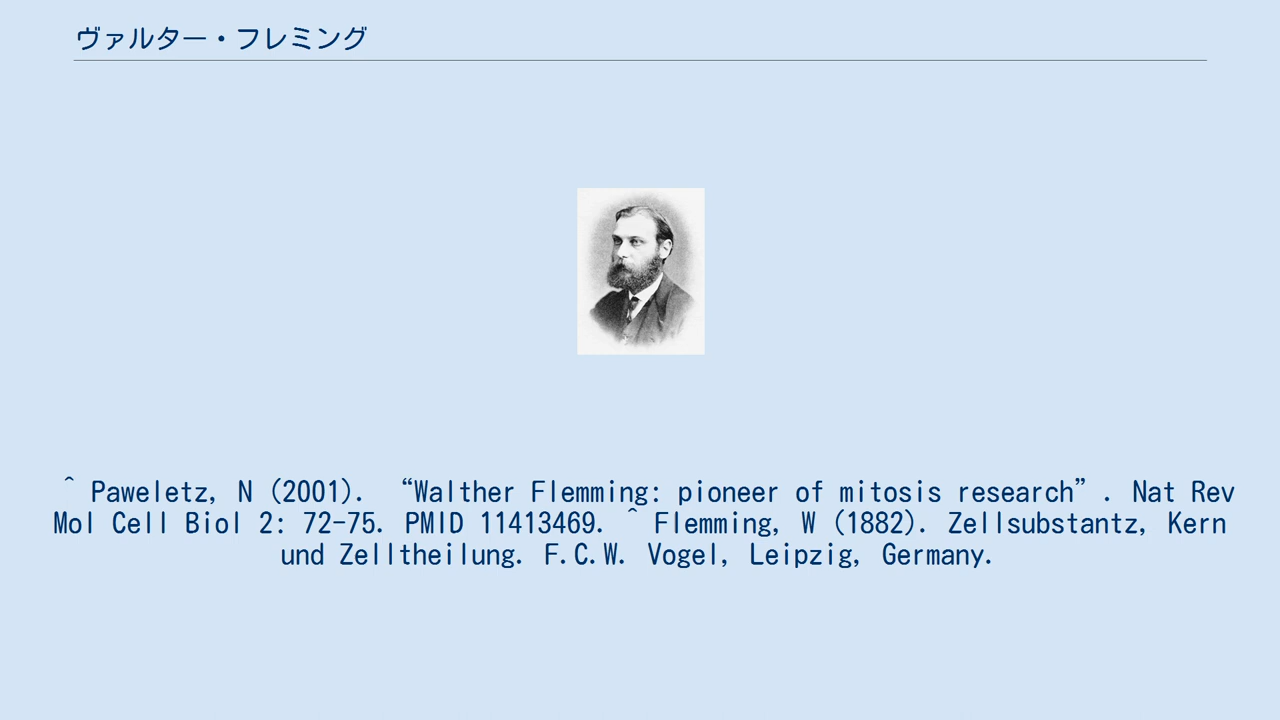 ヴァルター・フレミング
^ Paweletz, N (2001). “Walther Flemming: pioneer of mitosis research”. Nat Rev
Mol Cell Biol 2: 72-75. PMID 11413469. ^ Flemming, W (1882). Zellsubstantz, Kern
und Zelltheilung. F.C.W. Vogel, Leipzig, Germany.